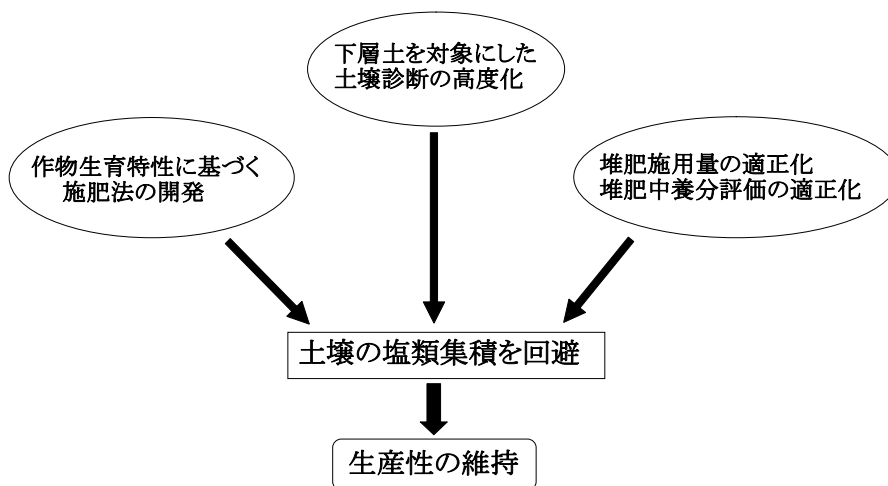 下層土を対象にした
土壌診断の高度化
作物生育特性に基づく
施肥法の開発
堆肥施用量の適正化
堆肥中養分評価の適正化
土壌の塩類集積を回避
生産性の維持